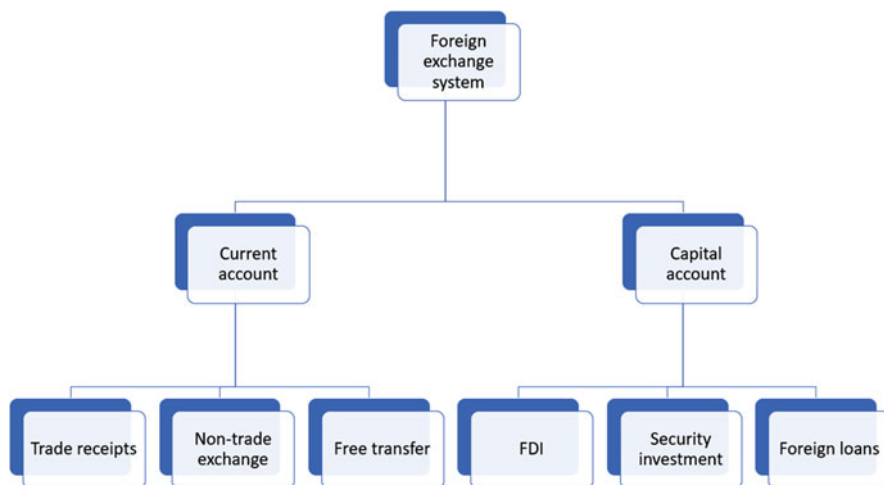 Foreign
exchange
system
Current
account
Capital
account
Trade receipts
Non-trade
exchange
Free transfer
FDI
Security
investment
Foreign loans